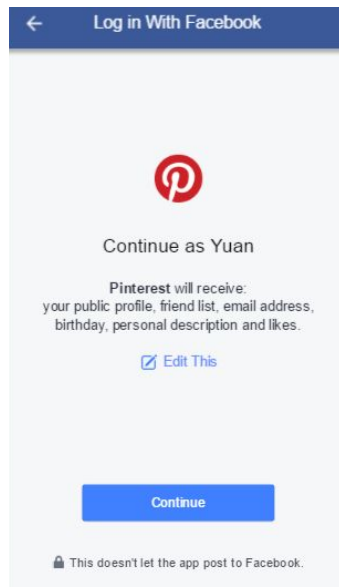 Log in With Facebook
Continue as Yuan
Pinterest will receive:
your public profile, friend list, email address,
birthday, personal description and likes.
Edit This
Continue
This doesn't let the app post to Facebook.